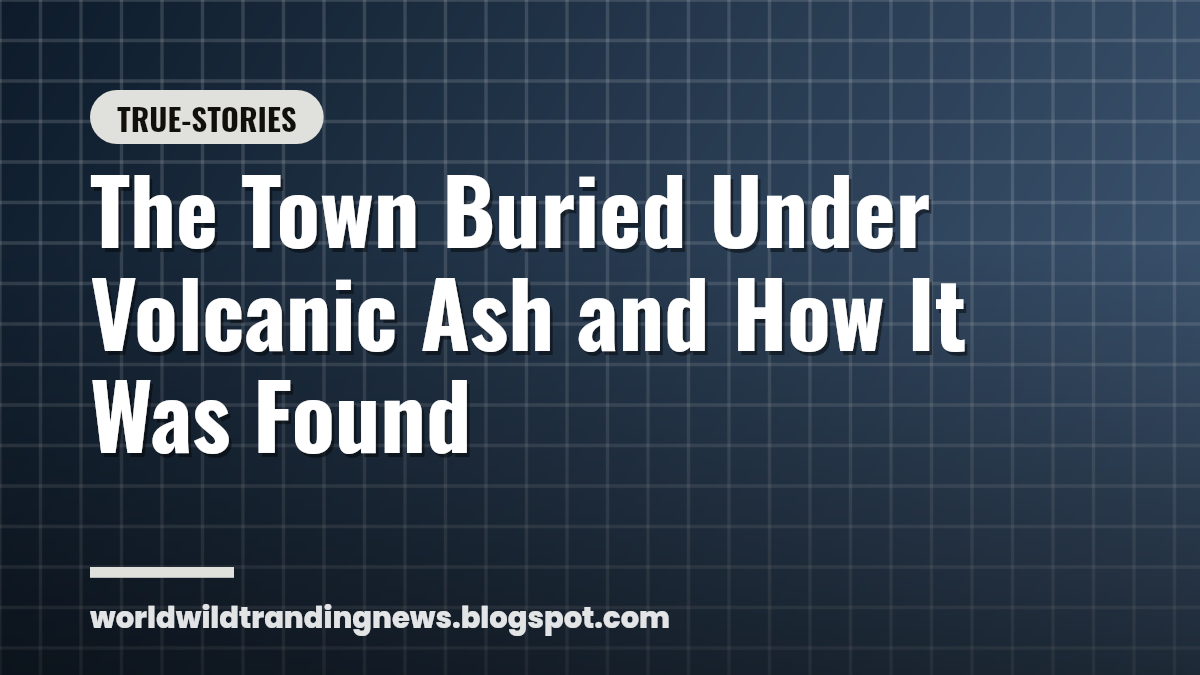 TRUE-STORIES
The Town Buried Under
Volcanic Ash and How It
Was Found
worldwildtrandingnews.blogspot.com